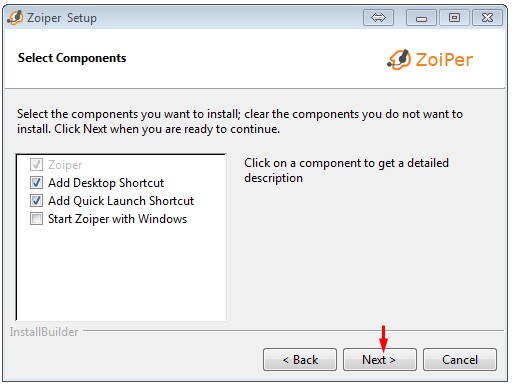 Zoiper Setup
Select Components
ZoiPer
Select the components you want to install; clear the components you do not want to
install. Click Next when you are ready to continue.
Zoiper
Add Desktop Shortcut
Add Quick Launch Shortcut
Start Zoiper with Windows
Click on a component to get a detailed
description
InstallBuilder
< Back
Next >
Cancel